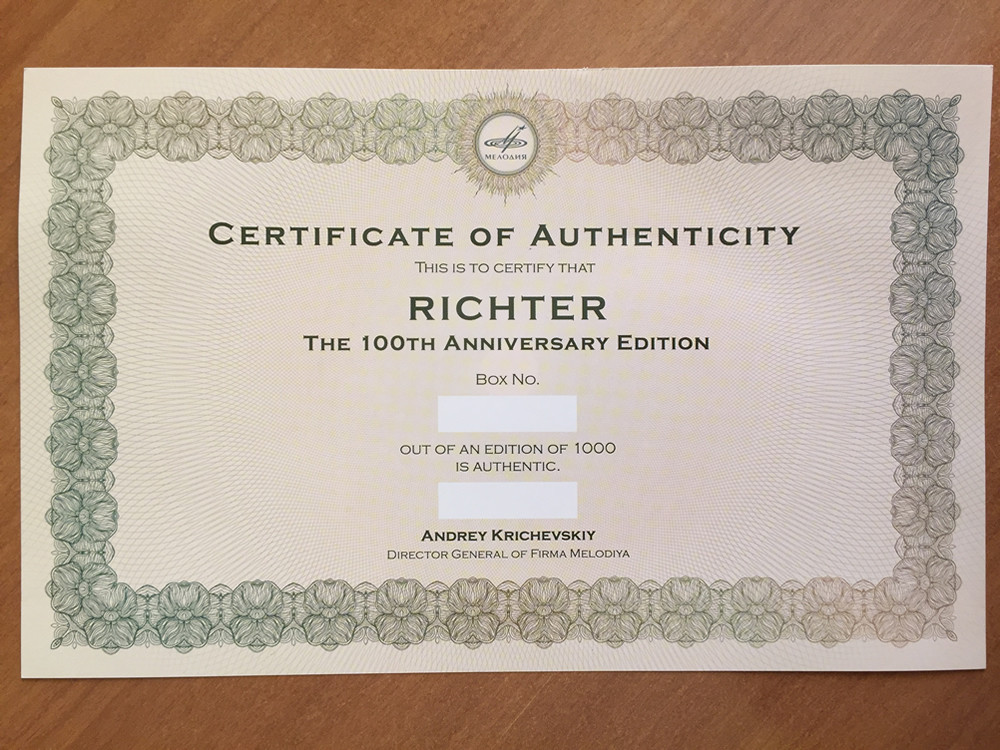 МЕЛОДИЯ
CERTIFICATE OF AUTHENTICITY
THIS IS TO CERTIFY THAT
RICHTER
THE 100TH ANNIVERSARY EDITION
BOX NO.
OUT OF AN EDITION OF 1000
IS AUTHENTIC.
ANDREY KRICHEVSKIY
DIRECTOR GENERAL OF FIRMA MELODIYA